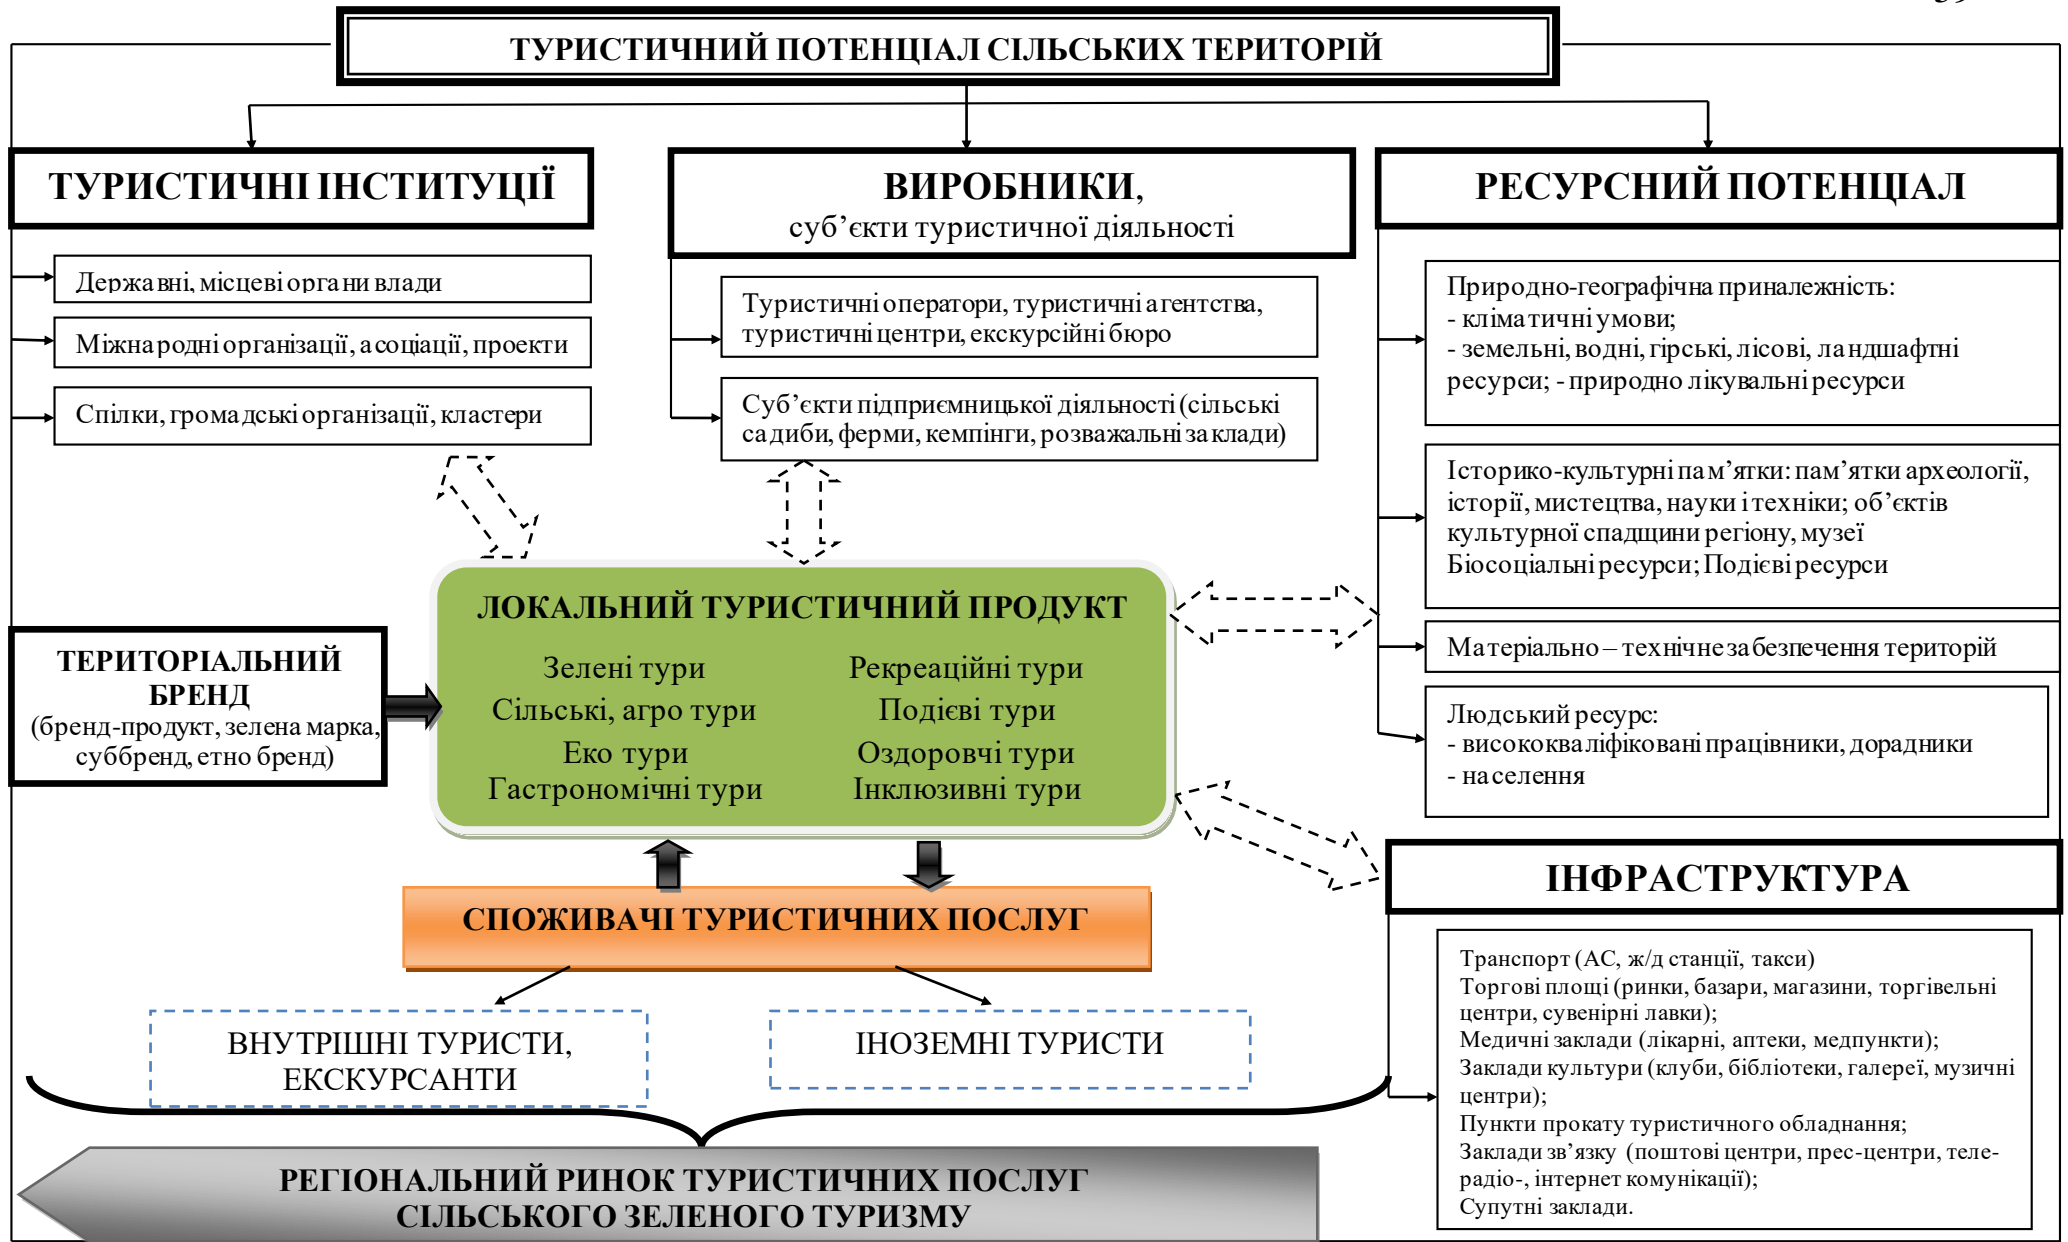 ТУРИСТИЧНИЙ ПОТЕНЦІАЛ СІЛЬСЬКИХ ТЕРИТОРІЙ
ТУРИСТИЧНІ ІНСТИТУЦІЇ
Державні, місцеві органи влади
Міжнародні організації, асоціації, проекти
Спілки, громадські організації, кластери
ВИРОБНИКИ,
суб’єкти туристичної діяльності
Туристичні оператори, туристичні агентства,
туристичні центри, екскурсійні бюро
Суб’єкти підприємницької діяльності (сільські
садиби, ферми, кемпінги, розважальні заклади)
РЕСУРСНИЙ ПОТЕНЦІАЛ
Природно-географічна приналежність:
- кліматичні умови;
- земельні, водні, гірські, лісові, ландшафтні
ресурси; - природно лікувальні ресурси
Історико-культурні пам’ятки: пам’ятки археології,
історії, мистецтва, науки і техніки; об’єктів
культурної спадщини регіону, музеї
Біосоціальні ресурси; Подієві ресурси
Матеріально – технічне забезпечення територій
Людський ресурс:
- висококваліфіковані працівники, дорадники
- населення
ТЕРИТОРІАЛЬНИЙ
БРЕНД
(бренд-продукт, зелена марка,
суббренд, етно бренд)
ЛОКАЛЬНИЙ ТУРИСТИЧНИЙ ПРОДУКТ
Зелені тури Рекреаційні тури
Сільські, агро тури Подієві тури
Еко тури Оздоровчі тури
Гастрономічні тури Інклюзивні тури
СПОЖИВАЧІ ТУРИСТИЧНИХ ПОСЛУГ
ВНУТРІШНІ ТУРИСТИ,
ЕКСКУРСАНТИ
ІНОЗЕМНІ ТУРИСТИ
ІНФРАСТРУКТУРА
Транспорт (АС, ж/д станції, такси)
Торгові площі (ринки, базари, магазини, торгівельні
центри, сувенірні лавки);
Медичні заклади (лікарні, аптеки, медпункти);
Заклади культури (клуби, бібліотеки, галереї, музичні
центри);
Пункти прокату туристичного обладнання;
Заклади зв’язку (поштові центри, прес-центри, теле-
радіо-, інтернет комунікації);
Супутні заклади.
РЕГІОНАЛЬНИЙ РИНОК ТУРИСТИЧНИХ ПОСЛУГ
СІЛЬСЬКОГО ЗЕЛЕНОГО ТУРИЗМУ